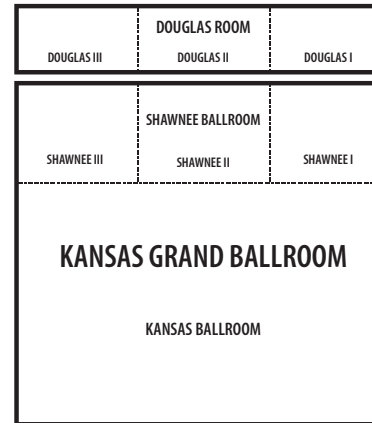 DOUGLAS ROOM
DOUGLAS III DOUGLAS II DOUGLAS I
SHAWNEE BALLROOM
SHAWNEE III SHAWNEE II SHAWNEE I
KANSAS GRAND BALLROOM
KANSAS BALLROOM